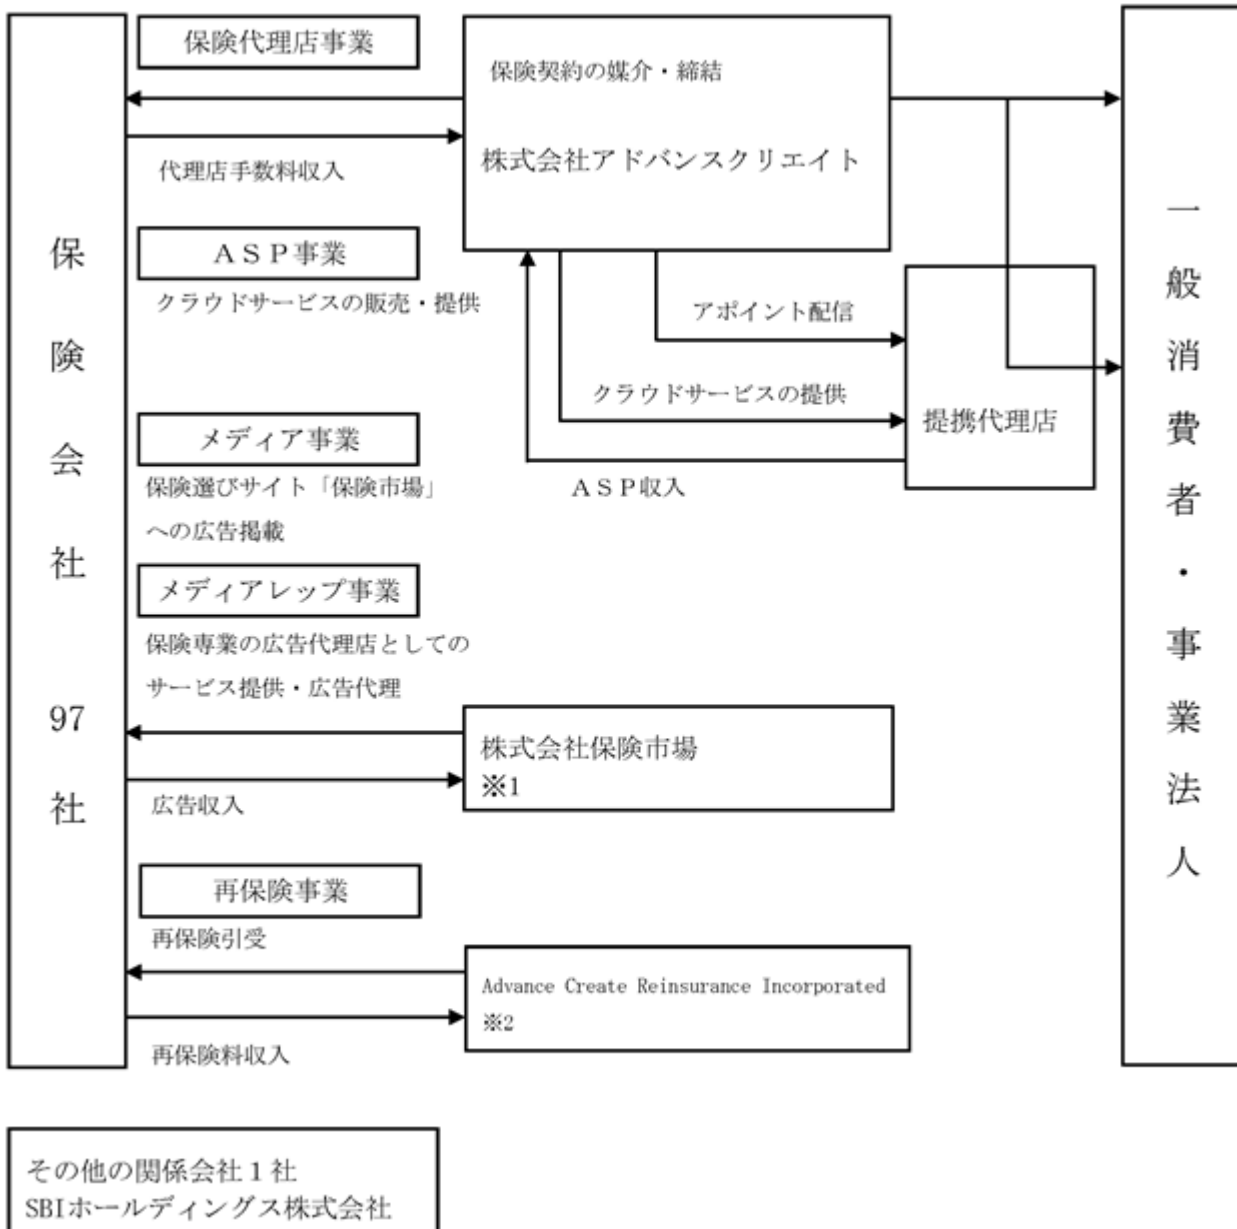 保険会社97社
保険代理店事業
代理店手数料収入
ＡＳＰ事業
クラウドサービスの販売・提供
メディア事業
保険選びサイト「保険市場」
への広告掲載
メディアレップ事業
保険専業の広告代理店としての
サービス提供・広告代理
広告収入
再保険事業
再保険引受
再保険料収入
保険契約の媒介・締結
株式会社アドバンスクリエイト
アポイント配信
クラウドサービスの提供
ＡＳＰ収入
提携代理店
株式会社保険市場
※1
Advance Create Reinsurance Incorporated
※2
一般消費者・事業法人
その他の関係会社１社
SBIホールディングス株式会社